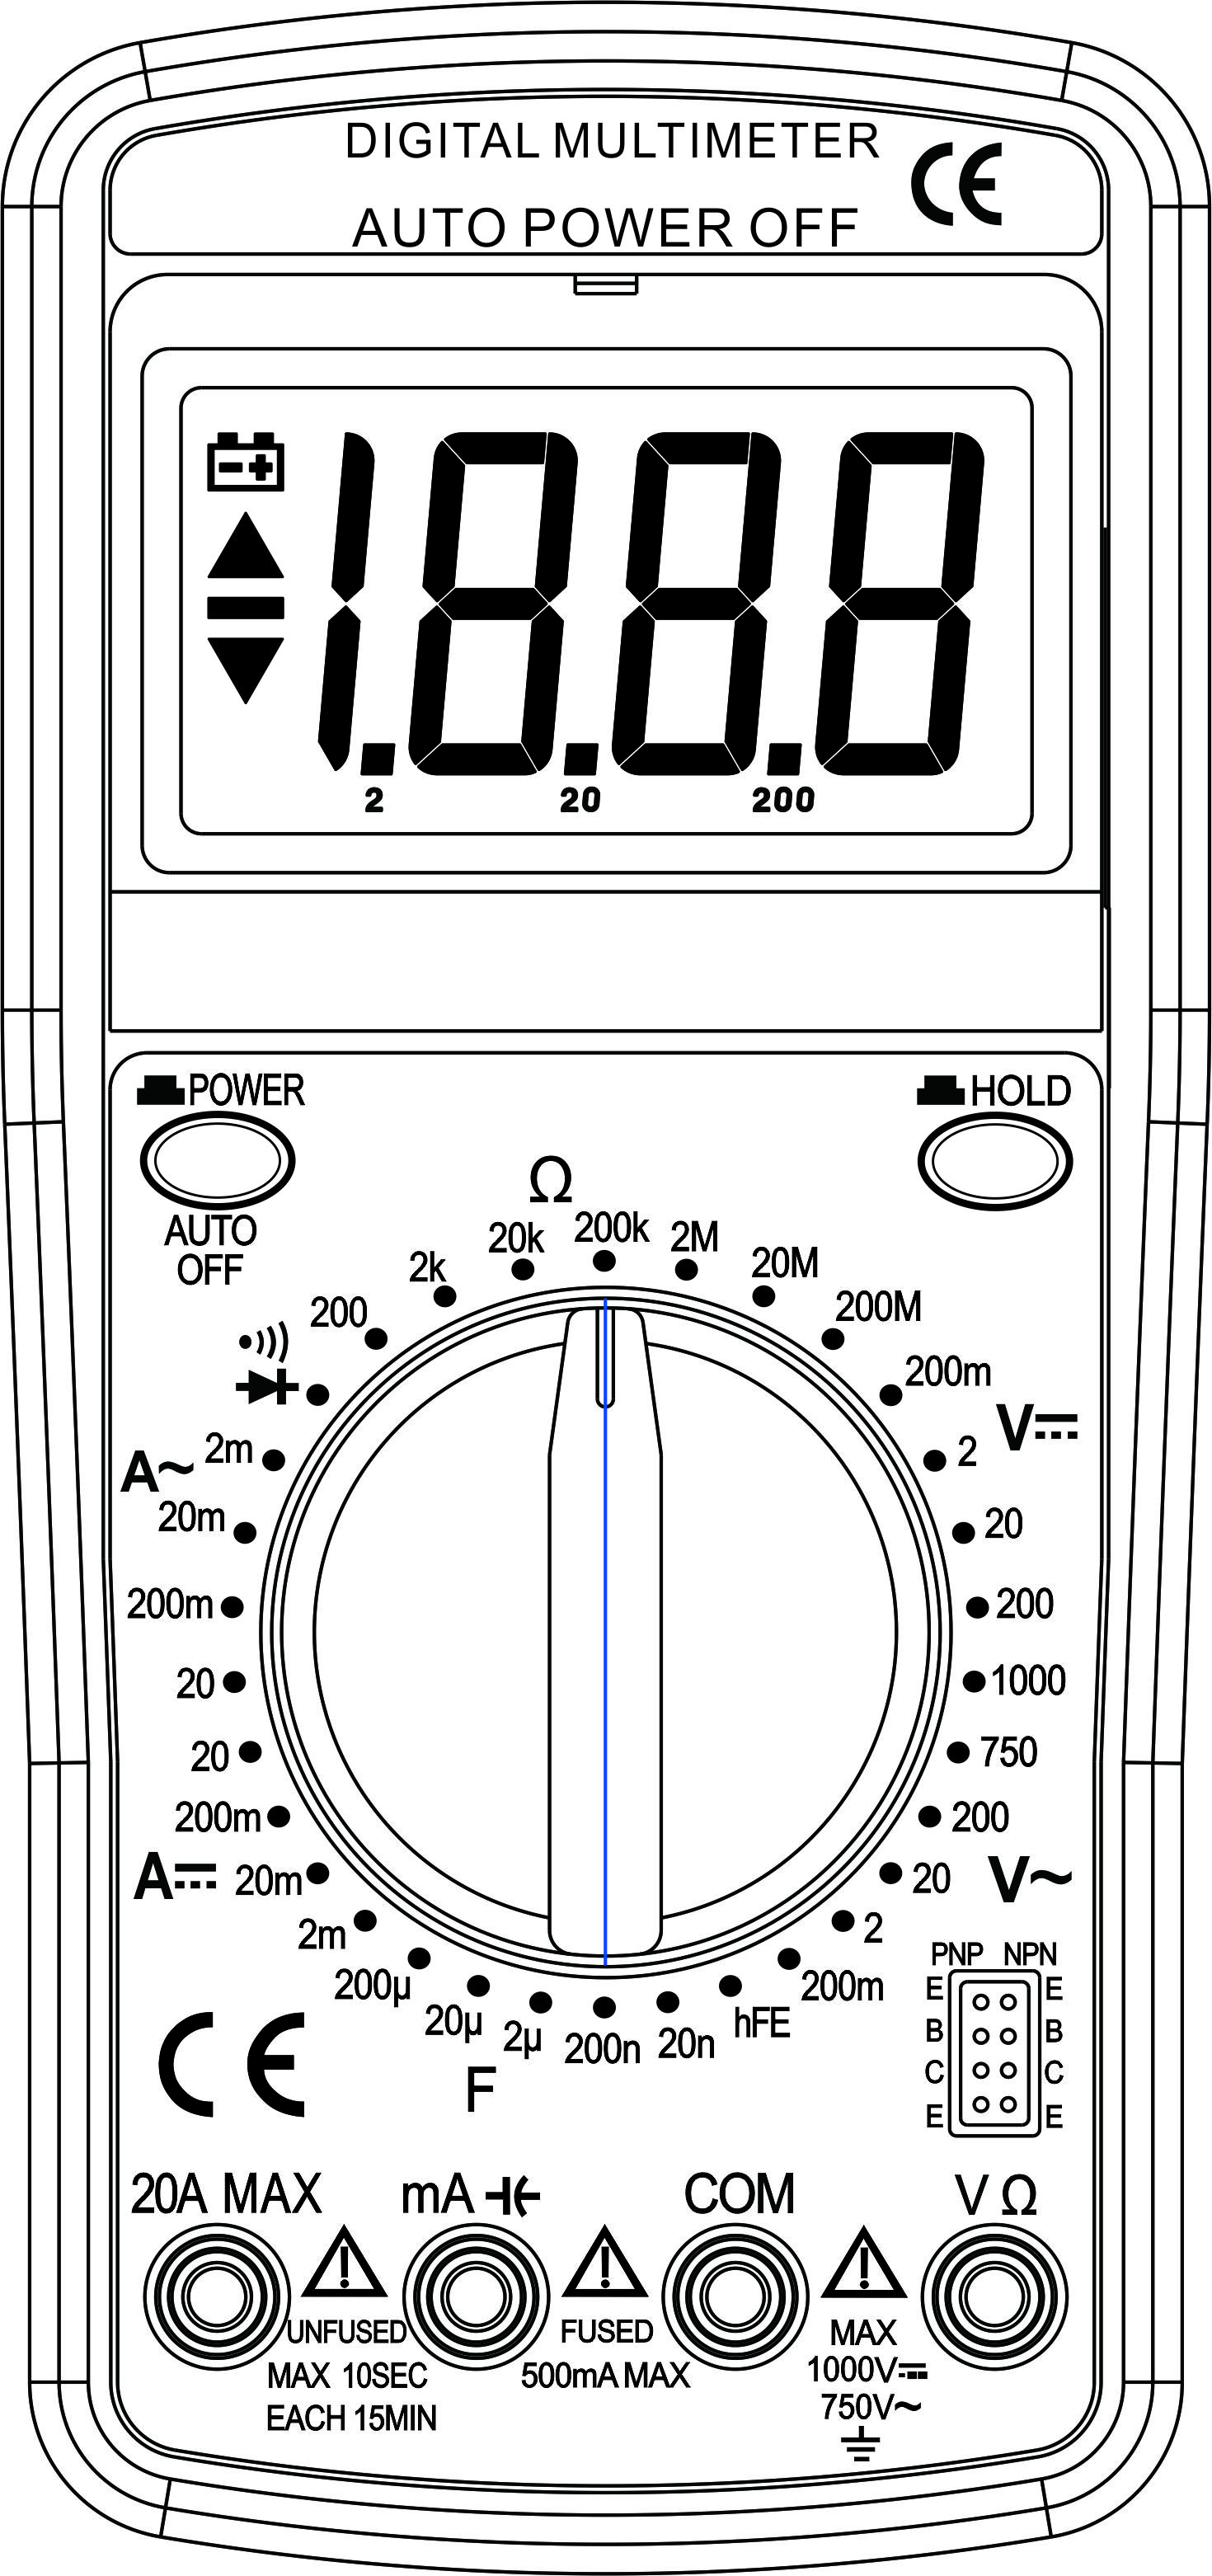 DIGITAL MULTIMETER
CE
AUTO POWER OFF
1.8.8.8
2 20 200
POWER
HOLD
AUTO
OFF
Ω
200
2k
20k
200k
2M
20M
200M
200m
2
V⎓
20
200
1000
750
200
20
V~
2
200m
hFE
20n
200n
2µ
20µ
F
200µ
2m
20m
A⎓
200m
20
20
200m
20m
A~
2m
CE
PNP NPN
E E
B B
C C
E E
20A MAX
mA
COM
V Ω
UNFUSED
MAX 10SEC
EACH 15MIN
FUSED
500mA MAX
MAX
1000V⎓
750V~